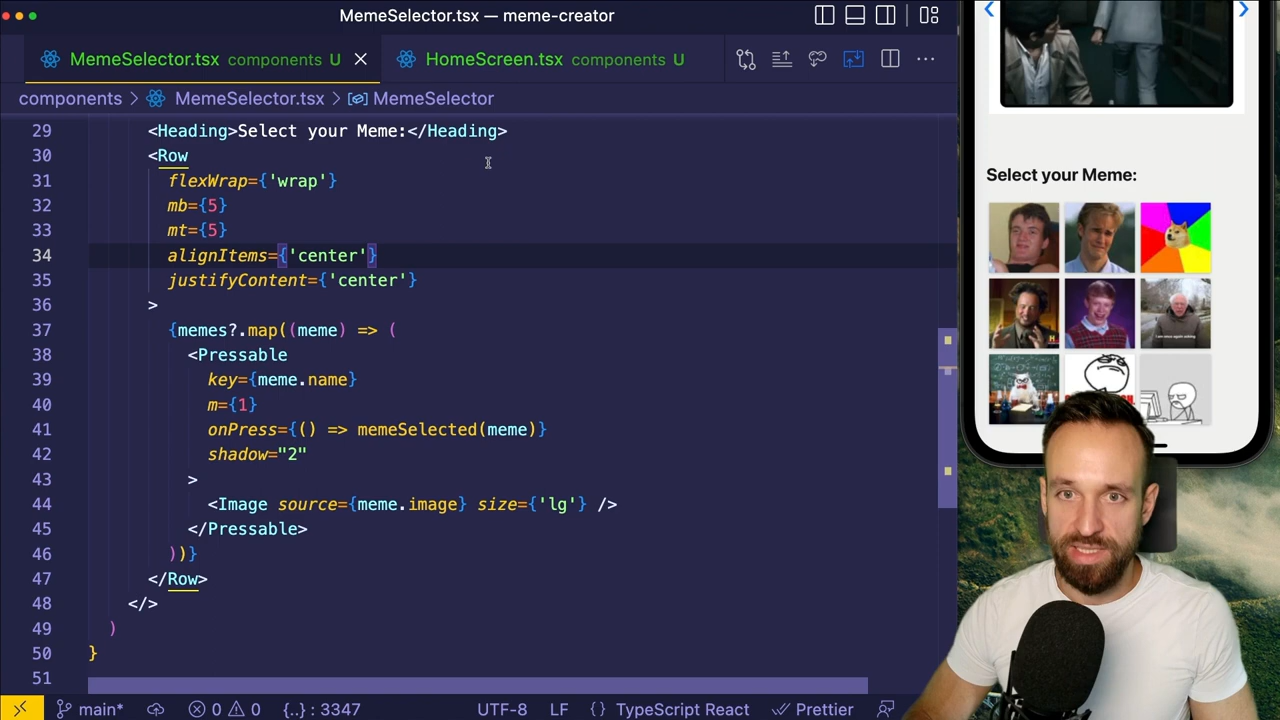 MemeSelector.tsx — meme-creator
MemeSelector.tsx components U
HomeScreen.tsx components U
components > MemeSelector.tsx > MemeSelector
29 <Heading>Select your Meme:</Heading>
30 <Row
31 flexWrap={'wrap'}
32 mb={5}
33 mt={5}
34 alignItems={'center'}
35 justifyContent={'center'}
36 >
37 {memes?.map((meme) => (
38 <Pressable
39 key={meme.name}
40 m={1}
41 onPress={() => memeSelected(meme)}
42 shadow="2"
43 >
44 <Image source={meme.image} size={'lg'} />
45 </Pressable>
46 ))}
47 </Row>
48 </>
49 )
50 }
51
main* 0 0 {..} : 3347 UTF-8 LF {} TypeScript React Prettier
Select your Meme: